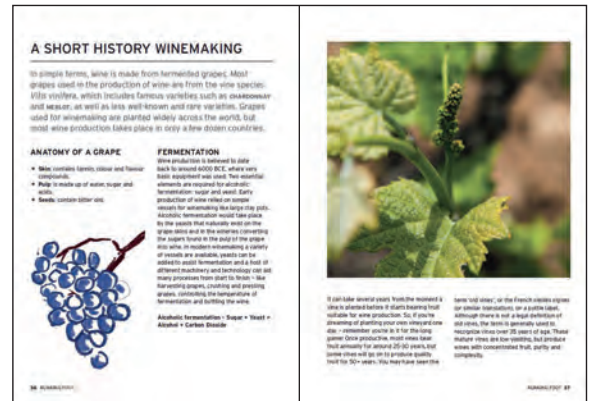 A SHORT HISTORY WINEMAKING
In simple terms, wine is made from fermented grapes. Most
grapes used in the production of wine are from the vine species
Vitis vinifera, which includes famous varieties such as CHARDONNAY
and MERLOT, as well as less well-known and rare varieties. Grapes
used for winemaking are planted widely across the world, but
most wine production takes place in only a few dozen countries.
ANATOMY OF A GRAPE
• Skin: contains tannin, colour and flavour
compounds.
• Pulp: is made up of water, sugar and
acids.
• Seeds: contain bitter oils.
FERMENTATION
Wine production is believed to date
back to around 6000 BCE, where very
basic equipment was used. Two essential
elements are required for alcoholic
fermentation: sugar and yeast. Early
production of wine relied on simple
vessels for winemaking like large clay pots.
Alcoholic fermentation would take place
by the yeasts that naturally exist on the
grape skins and in the wineries converting
the sugars found in the pulp of the grape
into wine. In modern winemaking a variety
of vessels are available, yeasts can be
added to assist fermentation and a host of
different machinery and technology can aid
many processes from start to finish – like
harvesting grapes, crushing and pressing
grapes, controlling the temperature of
fermentation and bottling the wine.
Alcoholic fermentation = Sugar + Yeast =
Alcohol + Carbon Dioxide
36 RUNNING FOOT
It can take several years from the moment a
vine is planted before it starts bearing fruit
suitable for wine production. So, if you're
dreaming of planting your own vineyard one
day – remember you're in it for the long
game! Once productive, most vines bear
fruit annually for around 25-30 years, but
some vines will go on to produce quality
fruit for 50+ years. You may have seen the
term 'old vines', or the French vieilles vignes
(or similar translation), on a bottle label.
Although there is not a legal definition of
old vines, the term is generally used to
recognize vines over 35 years of age. These
mature vines are low-yielding, but produce
wines with concentrated fruit, purity and
complexity.
RUNNING FOOT 37